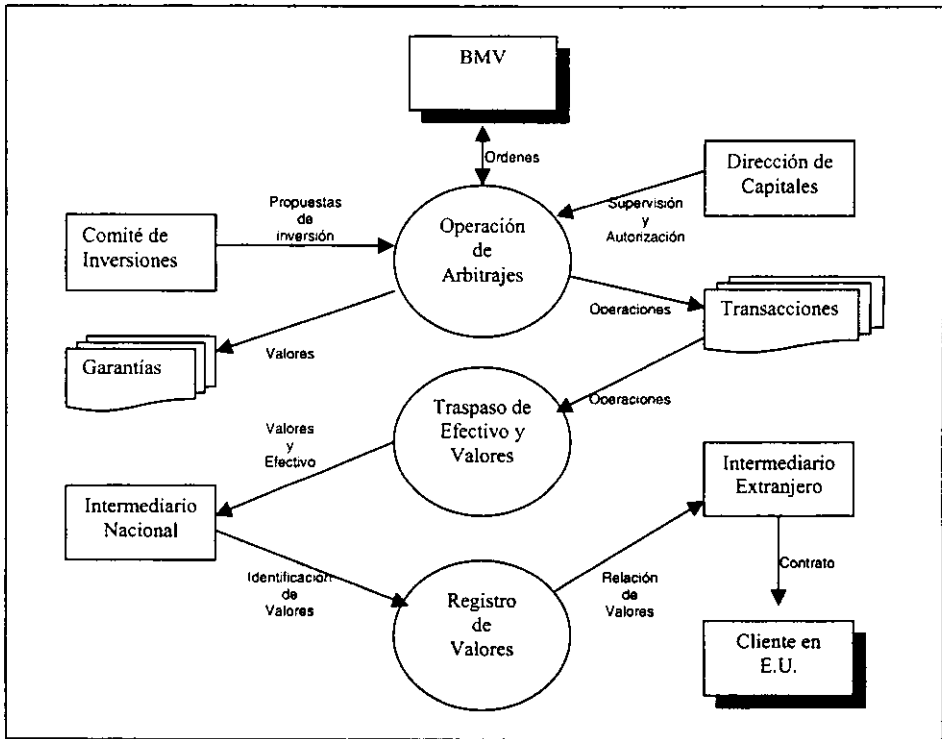 BMV
Ordenes
Dirección de
Capitales
Propuestas
de
inversión
Supervisión
y
Autorización
Comité de
Inversiones
Operación
de
Arbitrajes
Operaciones
Transacciones
Valores
Garantías
Operaciones
Traspaso de
Efectivo y
Valores
Valores
y
Efectivo
Intermediario
Extranjero
Intermediario
Nacional
Contrato
Identificación
de
Valores
Relación
de
Valores
Registro
de
Valores
Cliente en
E.U.